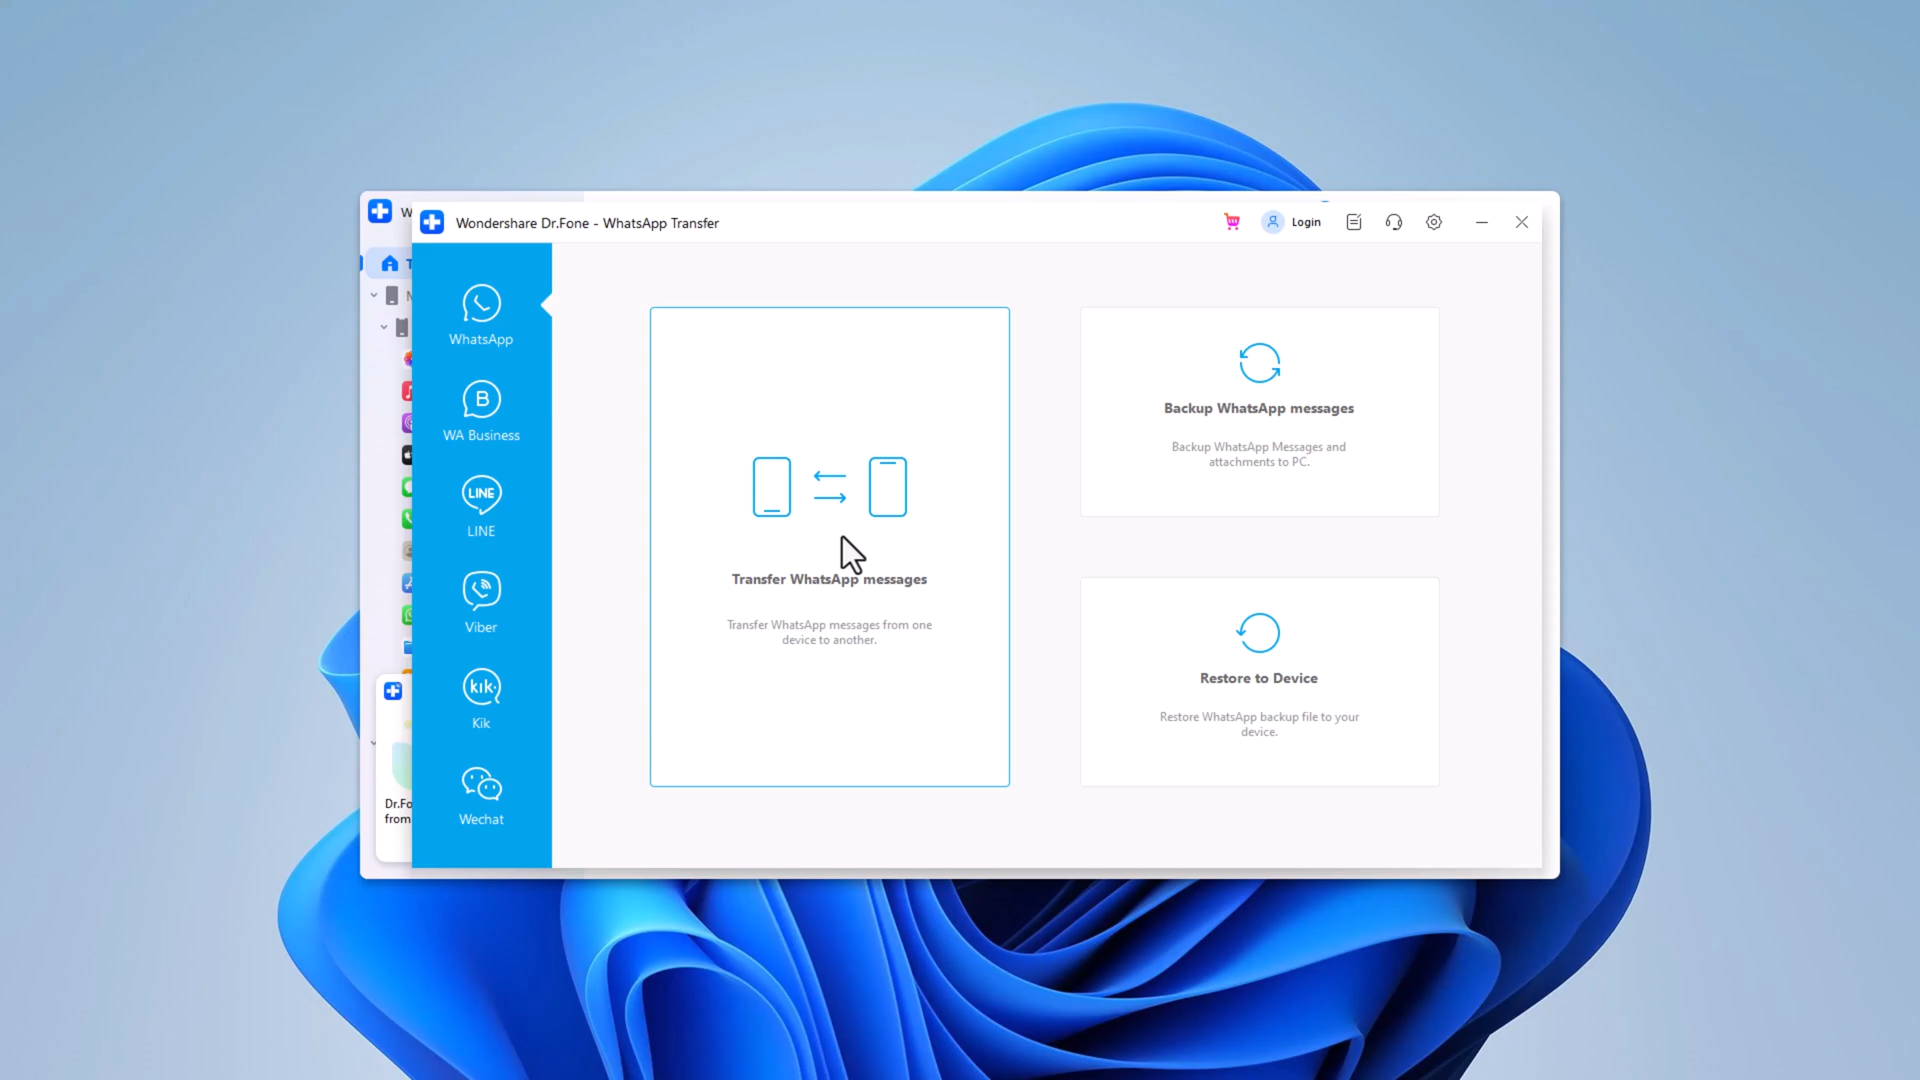 Wondershare Dr.Fone - WhatsApp Transfer
Login
WhatsApp
B
WA Business
LINE
LINE
Viber
kik
Kik
Wechat
Transfer WhatsApp messages
Transfer WhatsApp messages from one
device to another.
Backup WhatsApp messages
Backup WhatsApp Messages and
attachments to PC.
Restore to Device
Restore WhatsApp backup file to your
device.
W
T
Dr.Fo
from